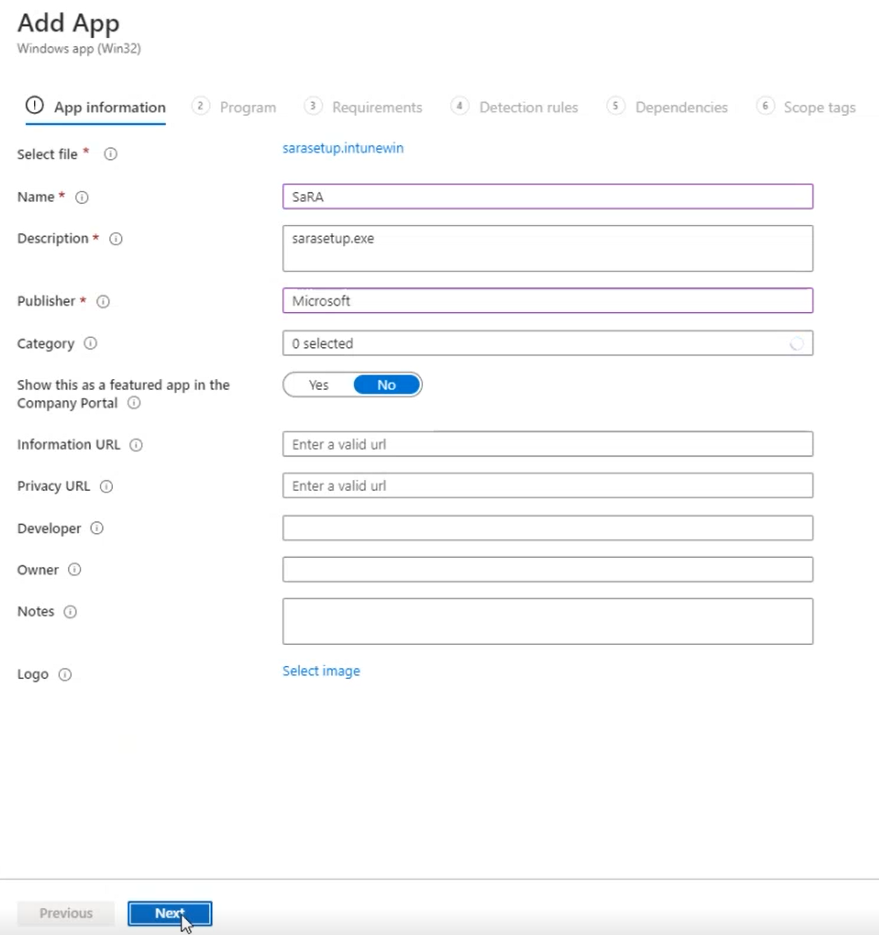 Add App
Windows app (Win32)
App information 2 Program 3 Requirements 4 Detection rules 5 Dependencies 6 Scope tags
Select file * sarasetup.intunewin
Name * SaRA
Description * sarasetup.exe
Publisher * Microsoft
Category 0 selected
Show this as a featured app in the
Company Portal Yes No
Information URL Enter a valid url
Privacy URL Enter a valid url
Developer
Owner
Notes
Logo Select image
Previous Next